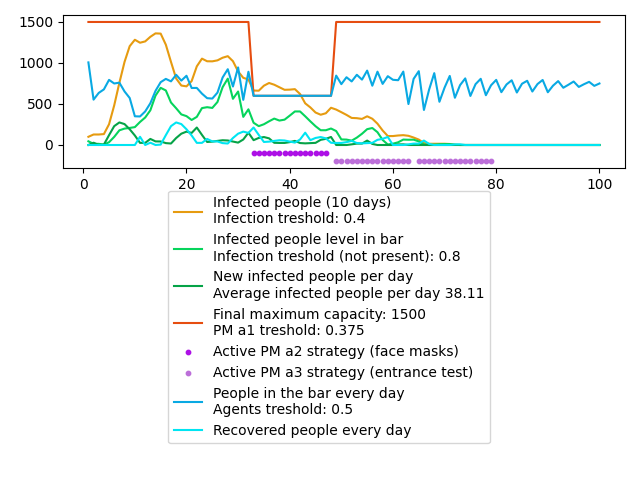 1500
1000
500
0
0 20 40 60 80 100
Infected people (10 days)
Infection treshold: 0.4
Infected people level in bar
Infection treshold (not present): 0.8
New infected people per day
Average infected people per day 38.11
Final maximum capacity: 1500
PM a1 treshold: 0.375
Active PM a2 strategy (face masks)
Active PM a3 strategy (entrance test)
People in the bar every day
Agents treshold: 0.5
Recovered people every day